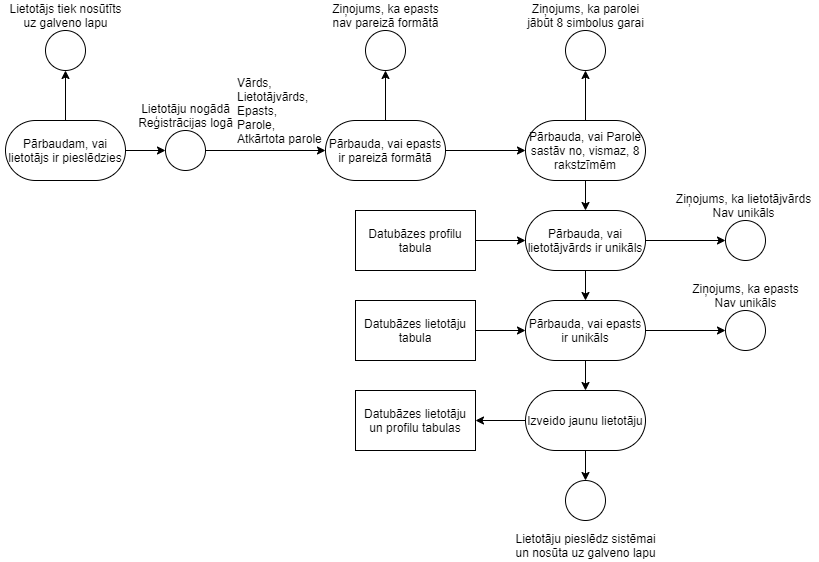 Lietotājs tiek nosūtīts
uz galveno lapu
Ziņojums, ka epasts
nav pareizā formātā
Ziņojums, ka parolei
jābūt 8 simbolus garai
Pārbaudam, vai
lietotājs ir pieslēdzies
Lietotāju nogādā
Reģistrācijas logā
Vārds,
Lietotājvārds,
Epasts,
Parole,
Atkārtota parole
Pārbauda, vai epasts
ir pareizā formātā
Pārbauda, vai Parole
sastāv no, vismaz, 8
rakstzīmēm
Datubāzes profilu
tabula
Pārbauda, vai
lietotājvārds ir unikāls
Ziņojums, ka lietotājvārds
Nav unikāls
Datubāzes lietotāju
tabula
Pārbauda, vai epasts
ir unikāls
Ziņojums, ka epasts
Nav unikāls
Datubāzes lietotāju
un profilu tabulas
Izveido jaunu lietotāju
Lietotāju pieslēdz sistēmai
un nosūta uz galveno lapu